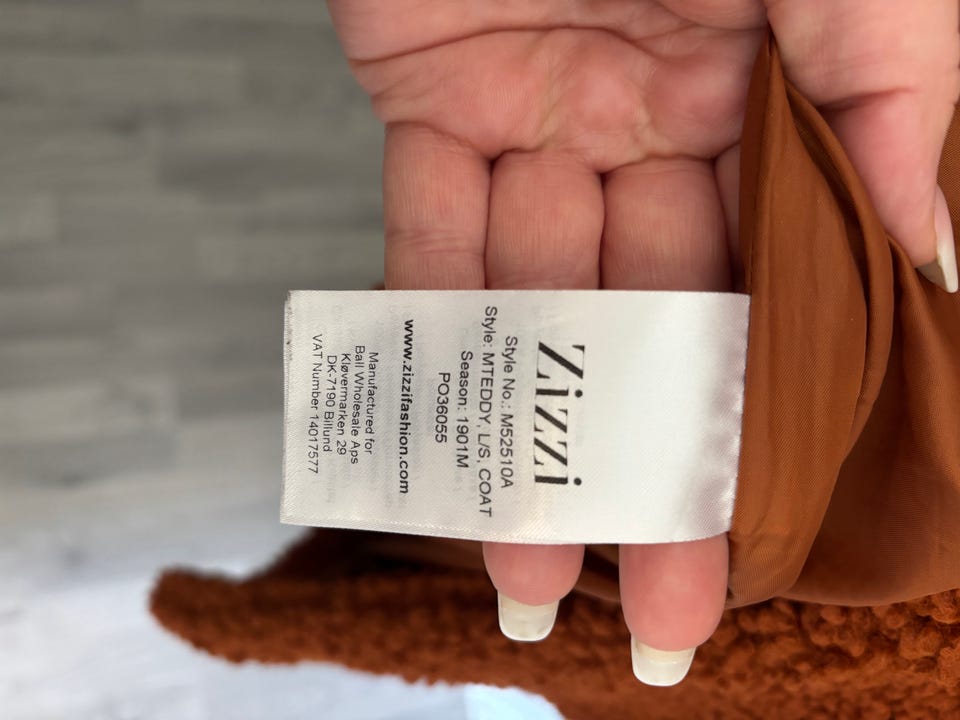 Zizzi
Style No.: M52510A
Style: MTEDDY, L/S, COAT
Season: 1901M
PO36055
www.zizzifashion.com
Manufactured for
Ball Wholesale Aps
Kløvermarken 29
DK-7190 Billund
VAT Number 14017577